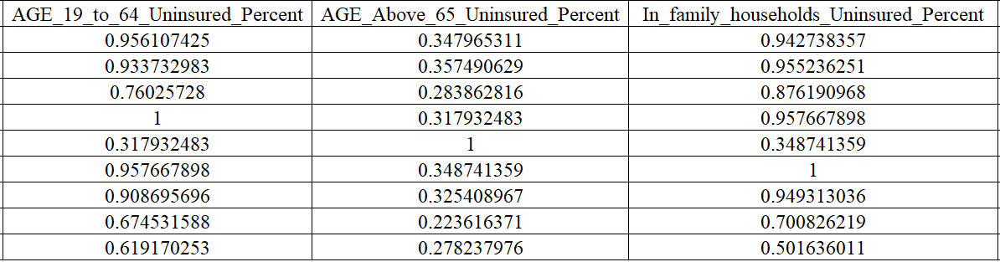 AGE_19_to_64_Uninsured_Percent AGE_Above_65_Uninsured_Percent In_family_households_Uninsured_Percent
0.956107425 0.347965311 0.942738357
0.933732983 0.357490629 0.955236251
0.76025728 0.283862816 0.876190968
1 0.317932483 0.957667898
0.317932483 1 0.348741359
0.957667898 0.348741359 1
0.908695696 0.325408967 0.949313036
0.674531588 0.223616371 0.700826219
0.619170253 0.278237976 0.501636011